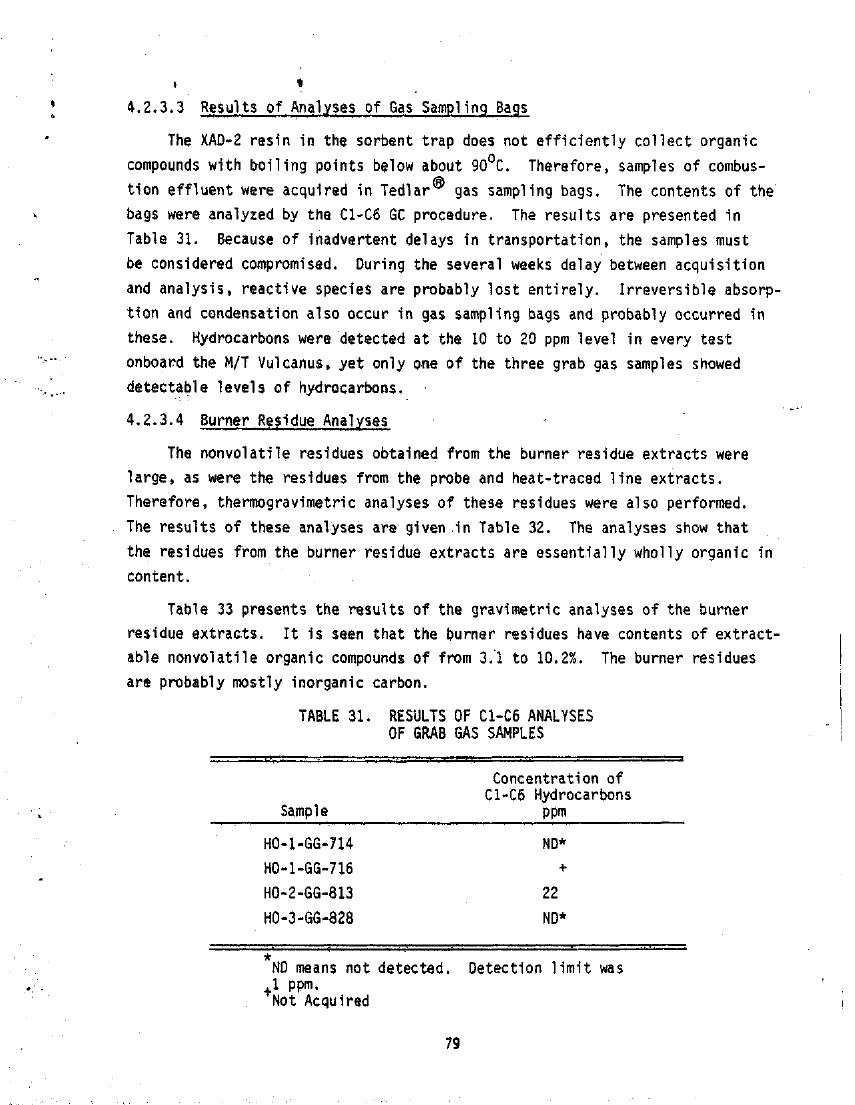 4.2.3.3 Results of Analyses of Gas Sampling Bags
The XAD-2 resin in the sorbent trap does not efficiently collect organic
compounds with boiling points below about 90°C. Therefore, samples of combus-
tion effluent were acquired in Tedlar® gas sampling bags. The contents of the
bags were analyzed by the C1-C6 GC procedure. The results are presented in
Table 31. Because of inadvertent delays in transportation, the samples must
be considered compromised. During the several weeks delay between acquisition
and analysis, reactive species are probably lost entirely. Irreversible absorp-
tion and condensation also occur in gas sampling bags and probably occurred in
these. Hydrocarbons were detected at the 10 to 20 ppm level in every test
onboard the M/T Vulcanus, yet only one of the three grab gas samples showed
detectable levels of hydrocarbons.
4.2.3.4 Burner Residue Analyses
The nonvolatile residues obtained from the burner residue extracts were
large, as were the residues from the probe and heat-traced line extracts.
Therefore, thermogravimetric analyses of these residues were also performed.
The results of these analyses are given in Table 32. The analyses show that
the residues from the burner residue extracts are essentially wholly organic in
content.
Table 33 presents the results of the gravimetric analyses of the burner
residue extracts. It is seen that the burner residues have contents of extract-
able nonvolatile organic compounds of from 3.1 to 10.2%. The burner residues
are probably mostly inorganic carbon.
TABLE 31. RESULTS OF C1-C6 ANALYSES
OF GRAB GAS SAMPLES
Concentration of
C1-C6 Hydrocarbons
Sample ppm
HO-1-GG-714 ND*
HO-1-GG-716 +
HO-2-GG-813 22
HO-3-GG-828 ND*
*ND means not detected. Detection limit was
1 ppm.
+Not Acquired
79